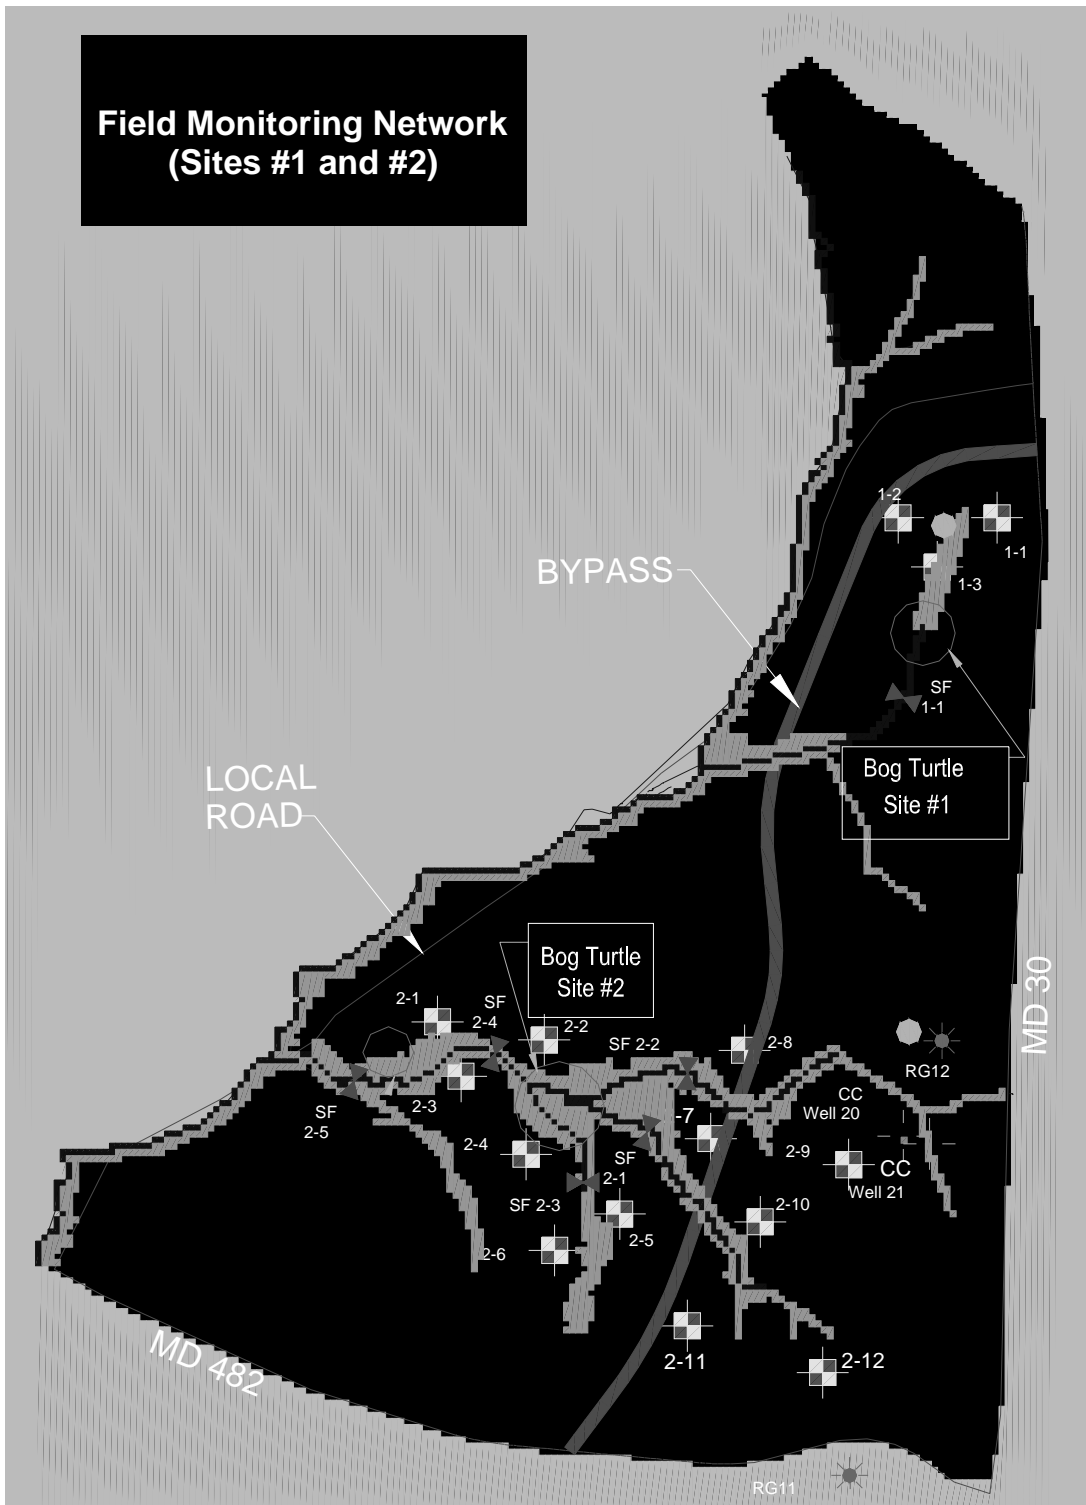 Field Monitoring Network
(Sites #1 and #2)
1-2
1-1
BYPASS
1-3
SF
1-1
Bog Turtle
Site #1
LOCAL
ROAD
Bog Turtle
Site #2
MD 30
2-1
SF
2-4
2-2
SF 2-2
2-8
RG12
2-3
SF
2-5
-7
CC
Well 20
2-4
SF
2-1
2-9
CC
Well 21
SF 2-3
2-5
2-10
2-6
2-11
2-12
MD 482
RG11